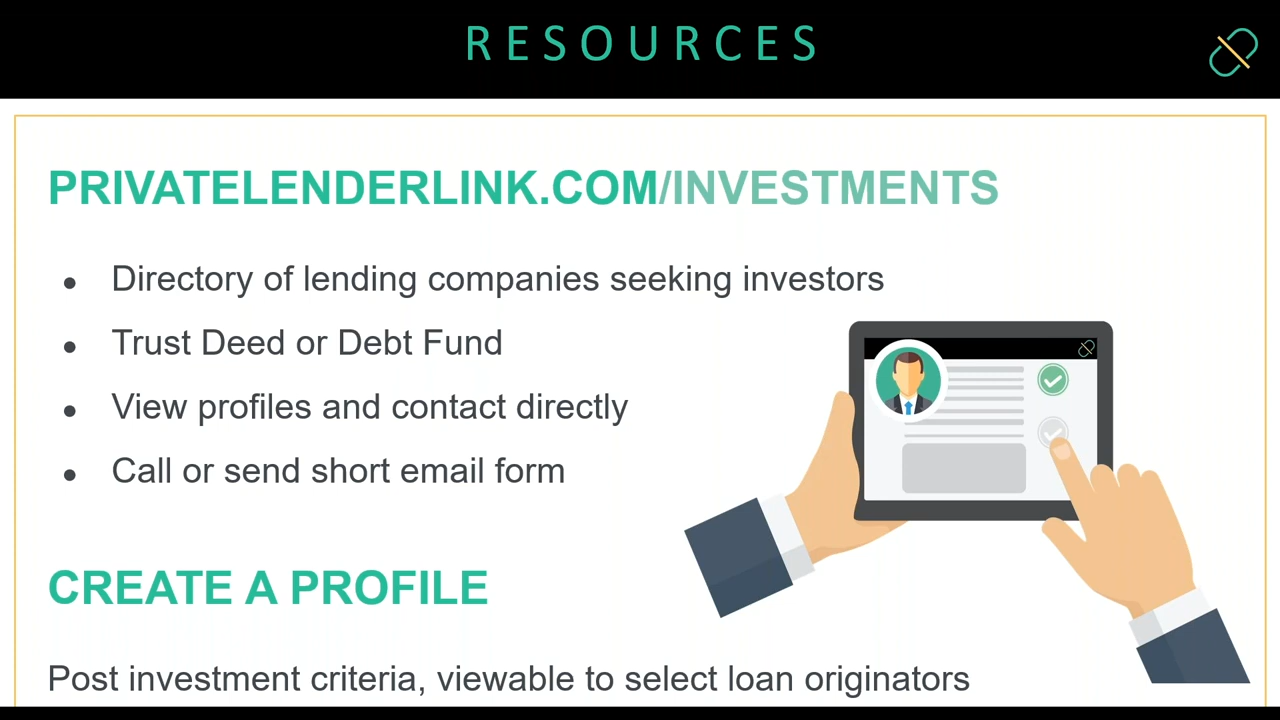 RESOURCES
PRIVATELENDERLINK.COM/INVESTMENTS
● Directory of lending companies seeking investors
● Trust Deed or Debt Fund
● View profiles and contact directly
● Call or send short email form
CREATE A PROFILE
Post investment criteria, viewable to select loan originators